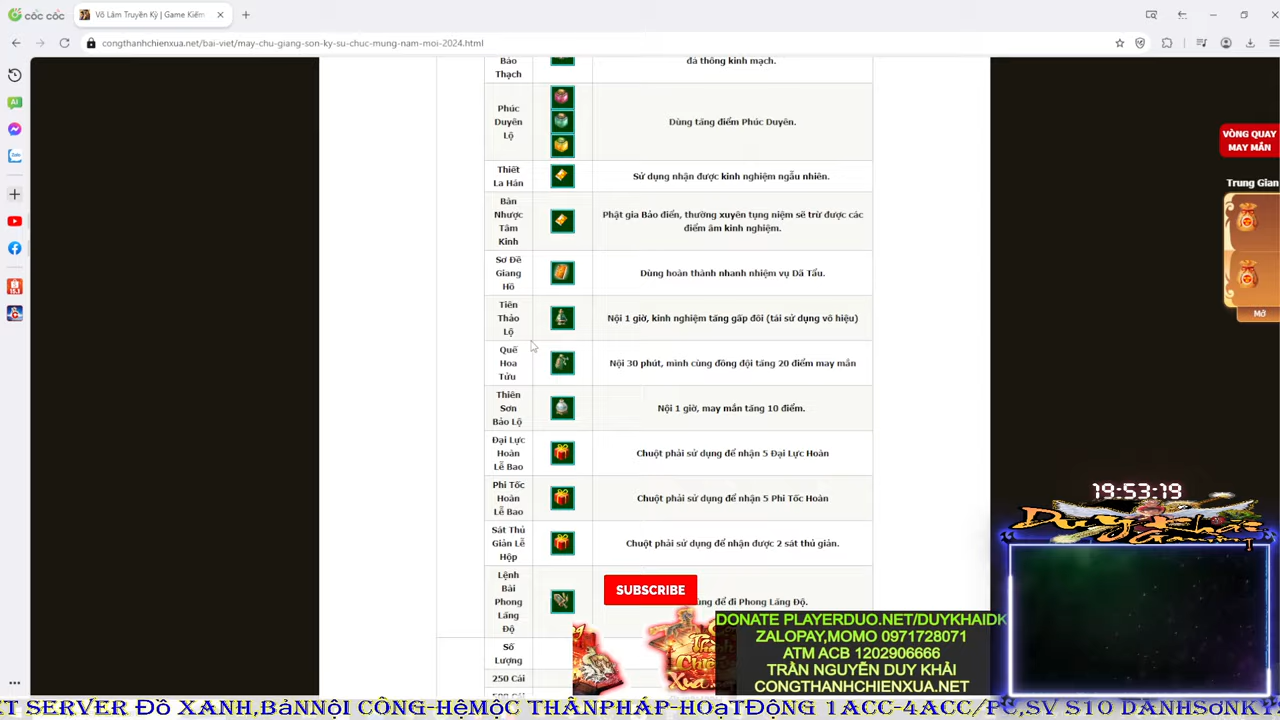 cốc cốc
Võ Lâm Truyền Kỳ | Game Kiếm
congthanhchienxua.net/bai-viet/may-chu-giang-son-ky-su-chuc-mung-nam-moi-2024.html
Bảo
Thạch
đả thông kinh mạch.
Phúc
Duyên
Lộ
Dùng tăng điểm Phúc Duyên.
Thiết
La Hán
Sử dụng nhận được kinh nghiệm ngẫu nhiên.
Bàn
Nhược
Tâm
Kinh
Phật gia Bảo điển, thường xuyên tụng niệm sẽ trừ được các
điểm âm kinh nghiệm.
Sơ Đề
Giang
Hồ
Dùng hoàn thành nhanh nhiệm vụ Dã Tẩu.
Tiên
Thảo
Lộ
Nội 1 giờ, kinh nghiệm tăng gấp đôi (tái sử dụng vô hiệu)
Quế
Hoa
Tửu
Nội 30 phút, mình cùng đồng đội tăng 20 điểm may mắn
Thiên
Sơn
Bảo Lộ
Nội 1 giờ, may mắn tăng 10 điểm.
Đại Lực
Hoàn
Lễ Bao
Chuột phải sử dụng để nhận 5 Đại Lực Hoàn
Phi Tốc
Hoàn
Lễ Bao
Chuột phải sử dụng để nhận 5 Phi Tốc Hoàn
Sát Thủ
Giản Lễ
Hộp
Chuột phải sử dụng để nhận được 2 sát thủ giản.
Lệnh
Bài
Phong
Lăng
Độ
để đi Phong Lăng Độ.
Số
Lượng
250 Cái
VÒNG QUAY
MAY MẮN
Trung Gian
Mở
19:53:19
Duy Khải
Gaming
SUBSCRIBE
DONATE PLAYERDUO.NET/DUYKHAIDK
ZALOPAY,MOMO 0971728071
ATM ACB 1202906666
TRẦN NGUYỄN DUY KHẢI
CONGTHANHCHIENXUA.NET
KT SERVER Đồ XANH,BảNNộI CÔNG-HệMộC THÂNPHÁP-HOạTĐỘNG 1ACC-4ACC/PC,SV S10 DANHSơNKỲ